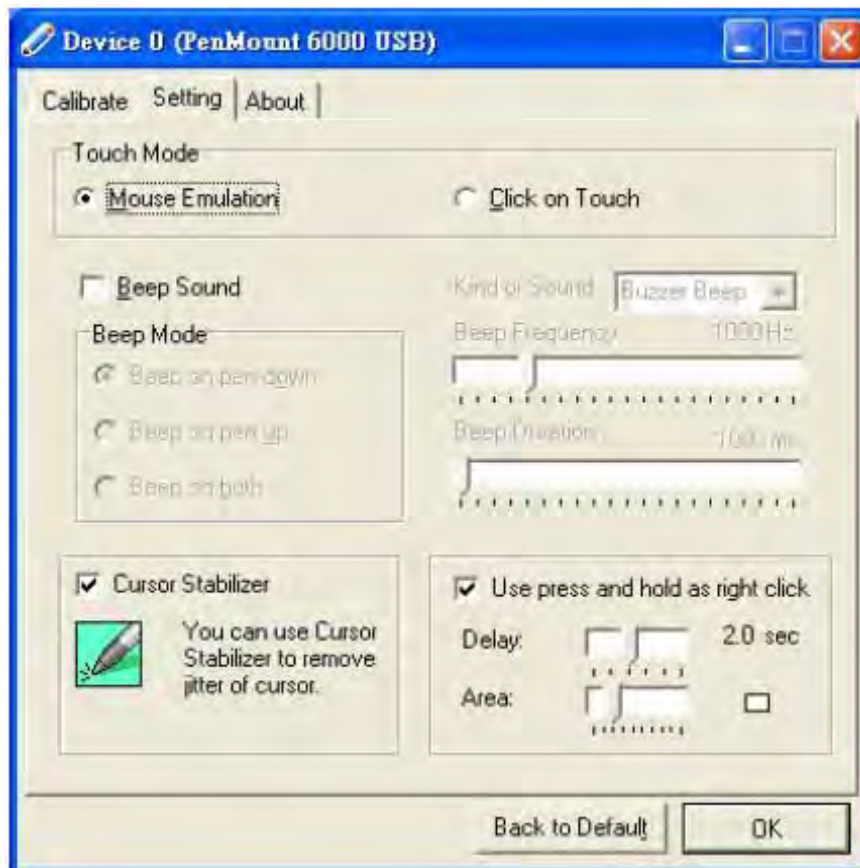 Device 0 (PenMount 6000 USB)
Calibrate Setting About
Touch Mode
Mouse Emulation Click on Touch
Beep Sound Kind of Sound Buzzer Beep
Beep Mode Beep Frequency 1000Hz
Beep on pen down
Beep on pen up Beep Duration
Beep on both
Cursor Stabilizer
You can use Cursor
Stabilizer to remove
jitter of cursor.
Use press and hold as right click
Delay: 2.0 sec
Area:
Back to Default OK